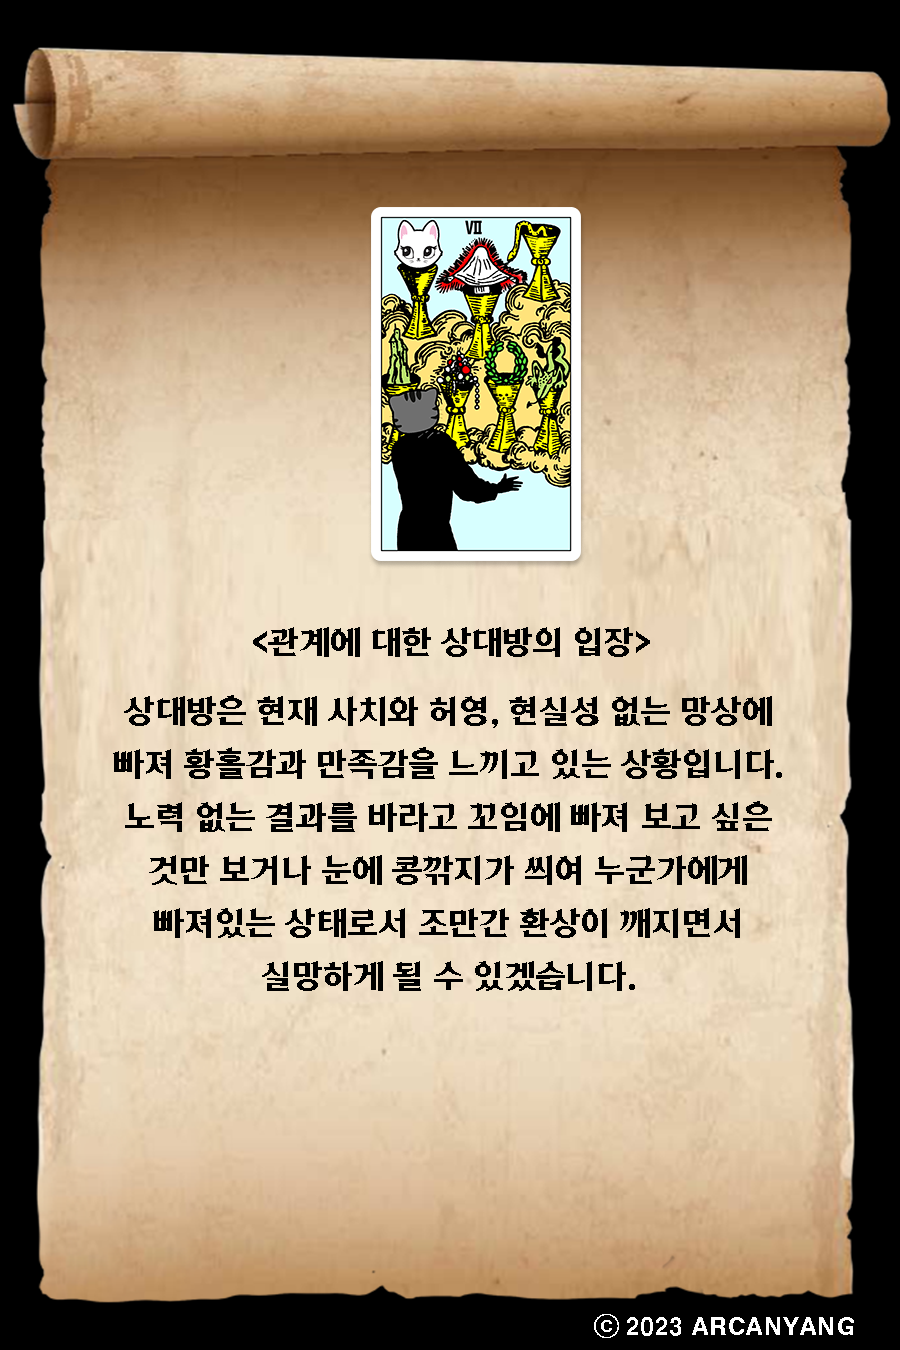 VII
<관계에 대한 상대방의 입장>
상대방은 현재 사치와 허영, 현실성 없는 망상에
빠져 황홀감과 만족감을 느끼고 있는 상황입니다.
노력 없는 결과를 바라고 꼬임에 빠져 보고 싶은
것만 보거나 눈에 콩깎지가 씌여 누군가에게
빠져있는 상태로서 조만간 환상이 깨지면서
실망하게 될 수 있겠습니다.
© 2023 ARCANYANG